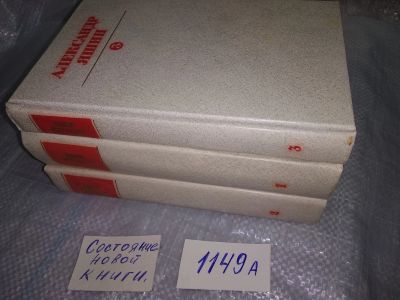 АЛЕКСАНДР
ЯШИН
3
1
2
Состояние
новой
книги.
1149А